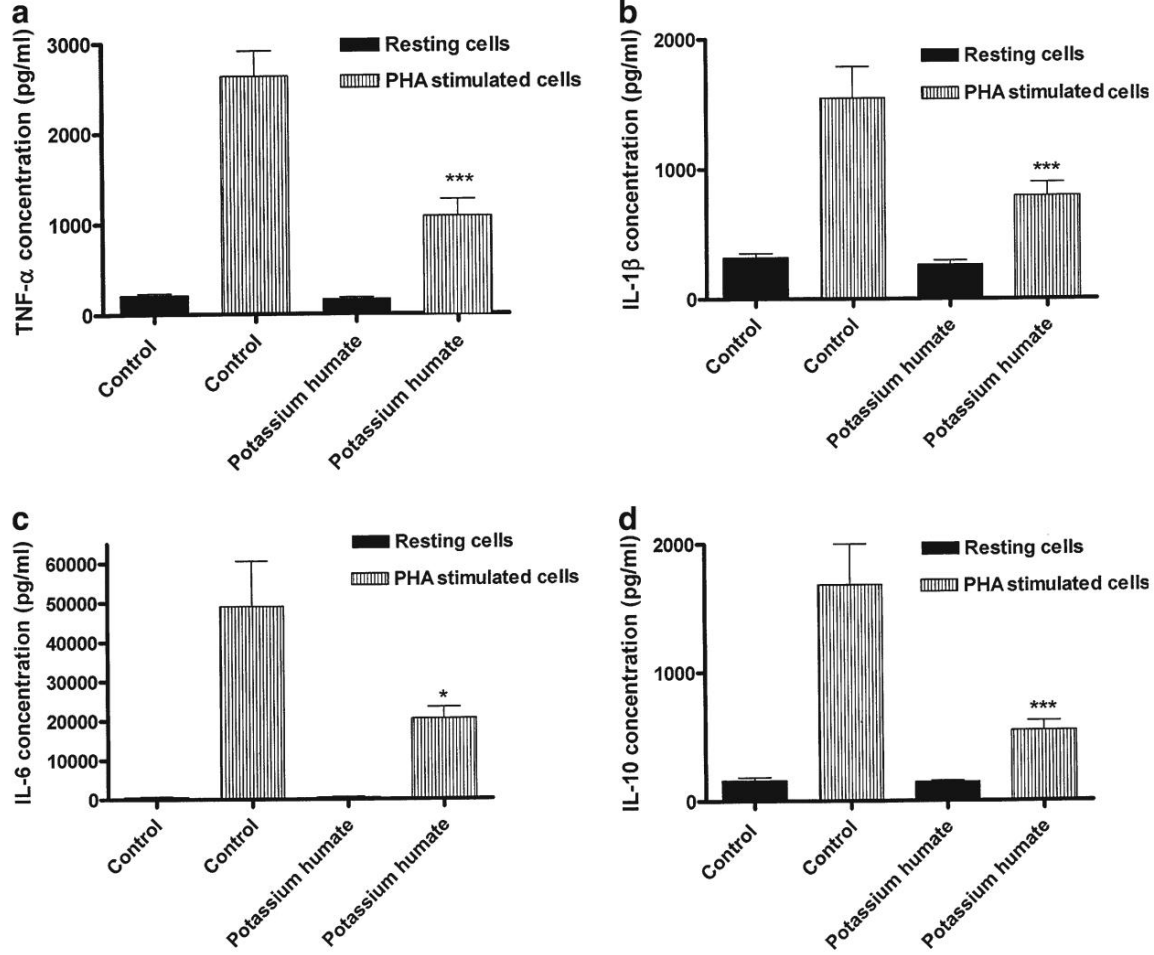 a
TNF-α concentration (pg/ml)
3000
2000
1000
0
Resting cells
PHA stimulated cells
***
Control
Control
Potassium humate
Potassium humate
b
IL-1β concentration (pg/ml)
2000
1000
0
Resting cells
PHA stimulated cells
***
Control
Control
Potassium humate
Potassium humate
c
IL-6 concentration (pg/ml)
60000
50000
40000
30000
20000
10000
0
Resting cells
PHA stimulated cells
*
Control
Control
Potassium humate
Potassium humate
d
IL-10 concentration (pg/ml)
2000
1000
0
Resting cells
PHA stimulated cells
***
Control
Control
Potassium humate
Potassium humate